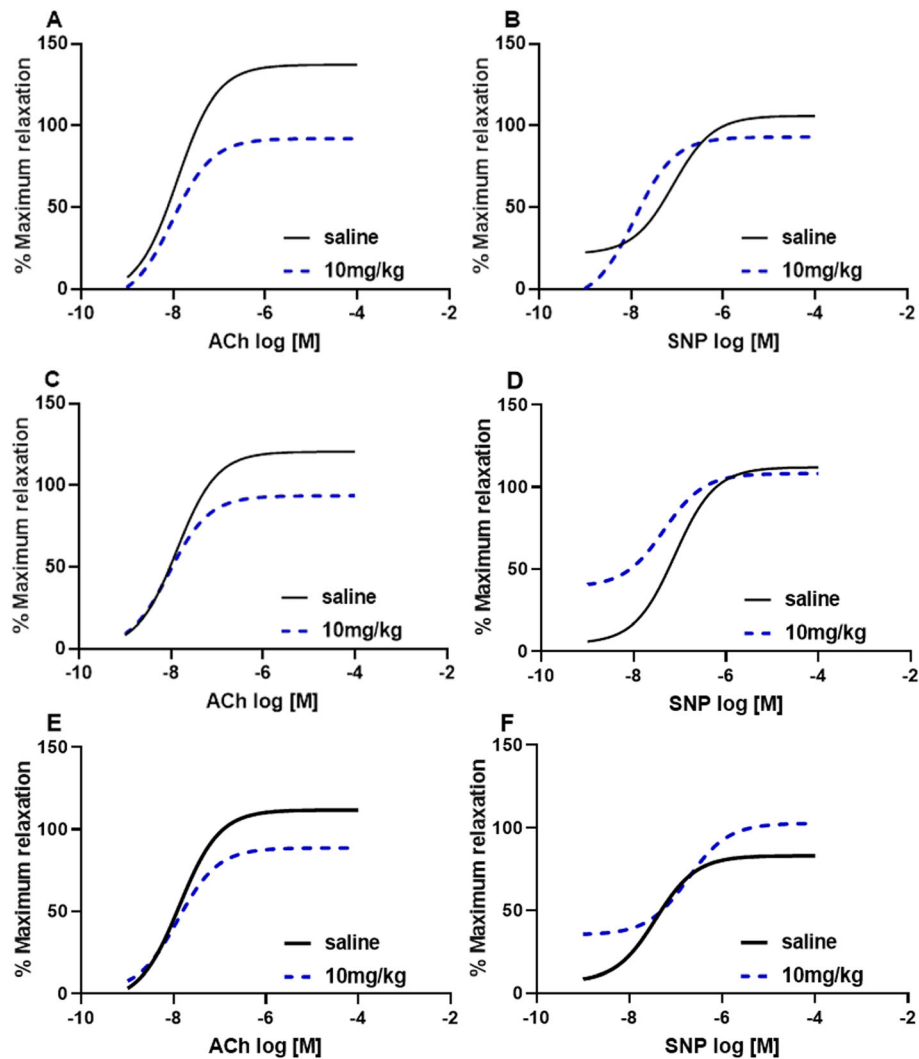 A
150
100
50
0
% Maximum relaxation
saline
10mg/kg
-10 -8 -6 -4 -2
ACh log [M]
B
150
100
50
0
% Maximum relaxation
saline
10mg/kg
-10 -8 -6 -4 -2
SNP log [M]
C
150
100
50
0
% Maximum relaxation
saline
10mg/kg
-10 -8 -6 -4 -2
ACh log [M]
D
150
100
50
0
% Maximum relaxation
saline
10mg/kg
-10 -8 -6 -4 -2
SNP log [M]
E
150
100
50
0
% Maximum relaxation
saline
10mg/kg
-10 -8 -6 -4 -2
ACh log [M]
F
150
100
50
0
% Maximum relaxation
saline
10mg/kg
-10 -8 -6 -4 -2
SNP log [M]